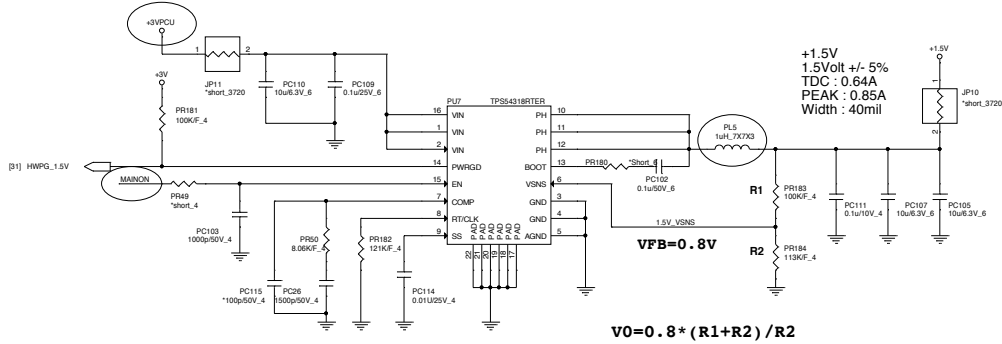 +3VPCU
+1.5V
1 2
JP11
*short_3720
+3V
PR181
100K/F_4
PC110
10u/6.3V_6
PC109
0.1u/25V_6
PU7 TPS54318RTER
+1.5V
1.5Volt +/- 5%
TDC : 0.64A
PEAK : 0.85A
Width : 40mil
1
JP10
*short_3720
2
16 VIN
1 VIN
2 VIN
14 PWRGD
15 EN
7 COMP
8 RT/CLK
9 SS
PH 10
PH 11
PH 12
BOOT 13
VSNS 6
GND 3
GND 4
AGND 5
PAD PAD PAD PAD PAD PAD
22 21 20 19 18 17
PL5
1uH_7X7X3
[31] HWPG_1.5V
MAINON
PR49
*short_4
PR180 *Short_6
PC102
0.1u/50V_6
R1
PR183
100K/F_4
PC111
0.1u/10V_4
PC107
10u/6.3V_6
PC105
10u/6.3V_6
1.5V_VSNS
VFB=0.8V
R2
PR184
113K/F_4
PC103
1000p/50V_4
PR50
8.06K/F_4
PR182
121K/F_4
PC115
*100p/50V_4
PC26
1500p/50V_4
PC114
0.01U/25V_4
V0=0.8*(R1+R2)/R2